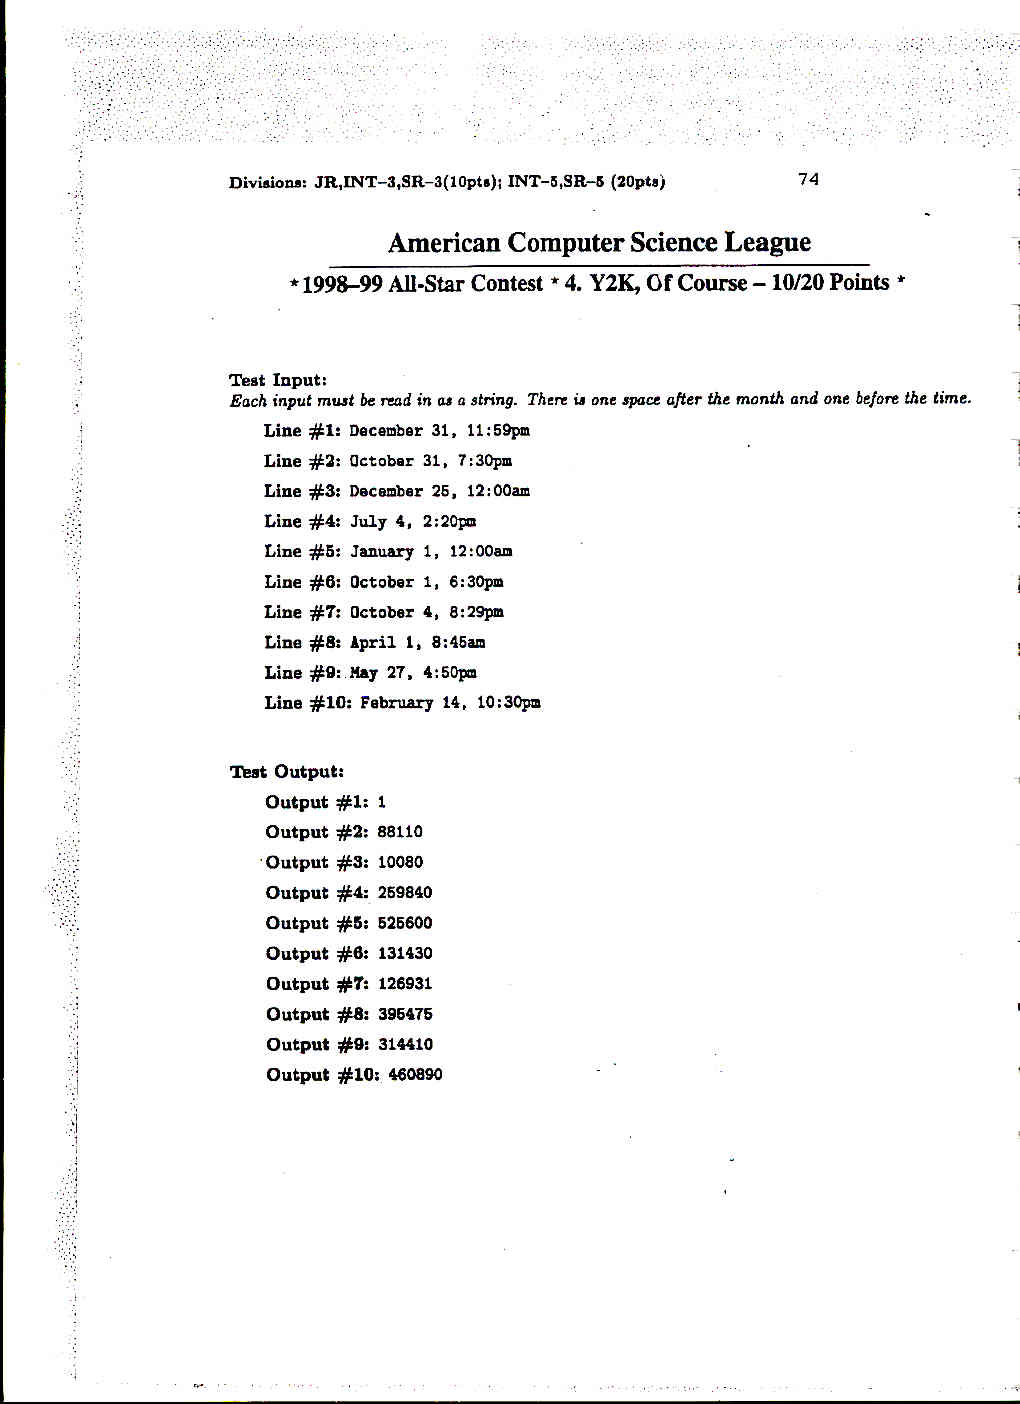 Divisions: JR,INT-3,SR-3(10pts); INT-5,SR-5 (20pts) 74
American Computer Science League
* 1998–99 All-Star Contest * 4. Y2K, Of Course – 10/20 Points *
Test Input:
Each input must be read in as a string. There is one space after the month and one before the time.
Line #1: December 31, 11:59pm
Line #2: October 31, 7:30pm
Line #3: December 25, 12:00am
Line #4: July 4, 2:20pm
Line #5: January 1, 12:00am
Line #6: October 1, 6:30pm
Line #7: October 4, 8:29pm
Line #8: April 1, 8:45am
Line #9: May 27, 4:50pm
Line #10: February 14, 10:30pm
Test Output:
Output #1: 1
Output #2: 88110
Output #3: 10080
Output #4: 259840
Output #5: 525600
Output #6: 131430
Output #7: 126931
Output #8: 395475
Output #9: 314410
Output #10: 460890